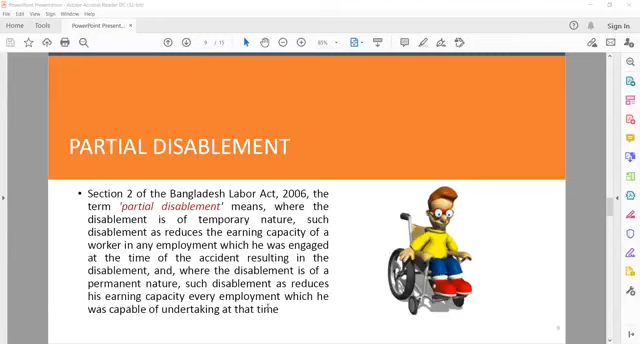 PowerPoint Presentation - Adobe Acrobat Reader DC (32-bit)
File Edit View Sign Window Help
Home Tools PowerPoint Present... × Sign In
9 / 15 85%
PARTIAL DISABLEMENT
• Section 2 of the Bangladesh Labor Act, 2006, the
term 'partial disablement' means, where the
disablement is of temporary nature, such
disablement as reduces the earning capacity of a
worker in any employment which he was engaged
at the time of the accident resulting in the
disablement, and, where the disablement is of a
permanent nature, such disablement as reduces
his earning capacity every employment which he
was capable of undertaking at that time
9